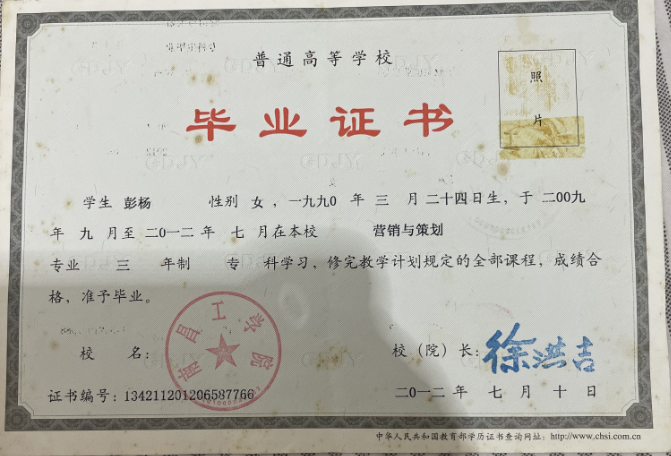 普通高等学校
照
片
毕业证书
学生 彭杨 性别 女，一九九〇 年 三 月 二十四日生，于 二〇〇九
年 九 月至 二〇一二 年 七 月在本校 营销与策划
专业 三 年制 专 科学习，修完教学计划规定的全部课程，成绩合
格，准予毕业。
校 名：
校（院）长：徐洪吉
证书编号：134211201206587766
二〇一二 年 七 月 十 日
中华人民共和国教育部学历证书查询网址：http://www.chsi.com.cn